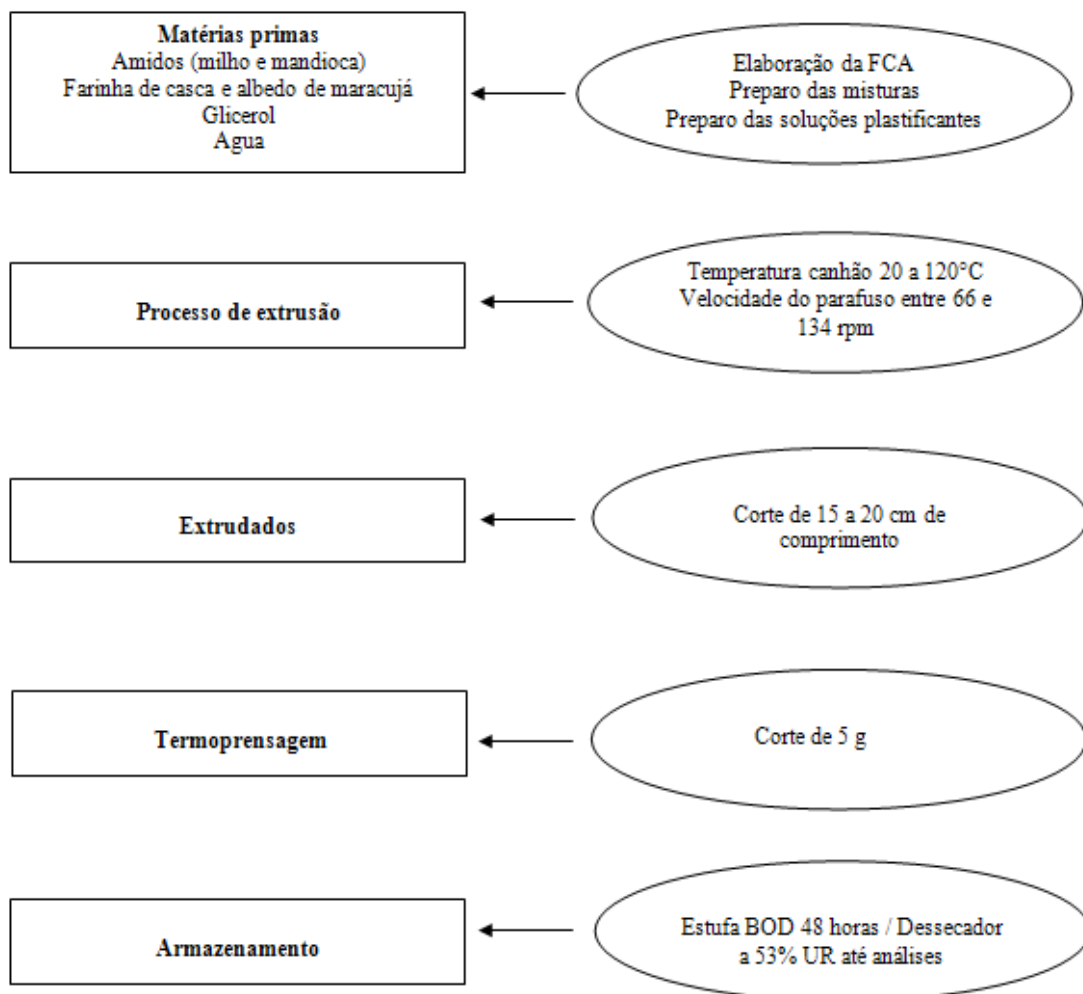 Matérias primas
Amidos (milho e mandioca)
Farinha de casca e albedo de maracujá
Glicerol
Agua
Elaboração da FCA
Preparo das misturas
Preparo das soluções plastificantes
Processo de extrusão
Temperatura canhão 20 a 120°C
Velocidade do parafuso entre 66 e
134 rpm
Extrudados
Corte de 15 a 20 cm de
comprimento
Termoprensagem
Corte de 5 g
Armazenamento
Estufa BOD 48 horas / Dessecador
a 53% UR até análises